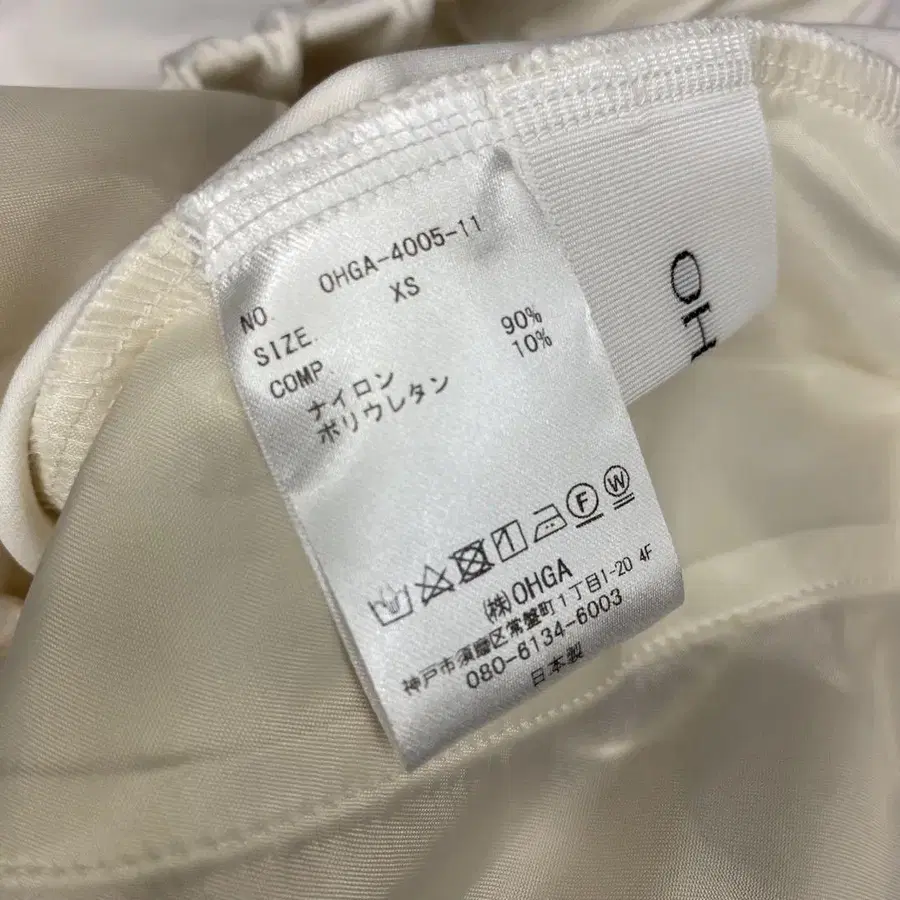 NO. OHGA-4005-11
SIZE XS
COMP
ナイロン 90%
ポリウレタン 10%
F W
㈱OHGA
神戸市須磨区常盤町1丁目1-20 4F
080-6134-6003
日本製
OH